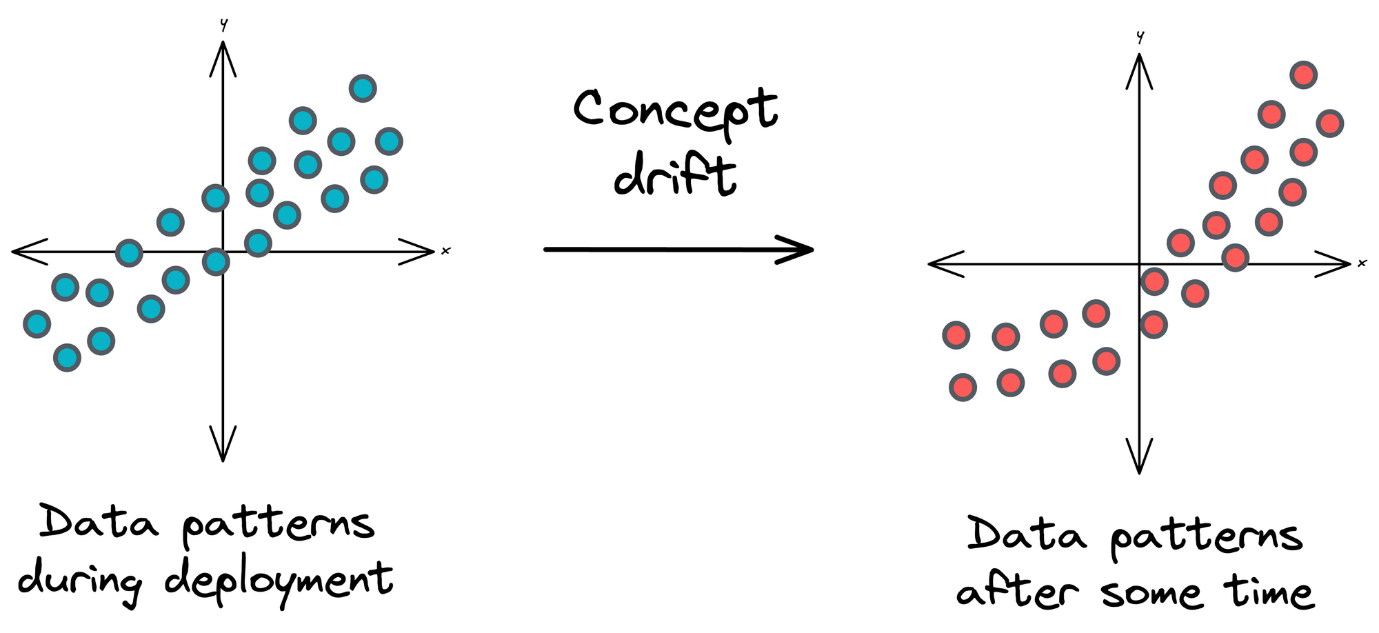 y
x
Concept
drift
y
x
Data patterns
during deployment
Data patterns
after some time